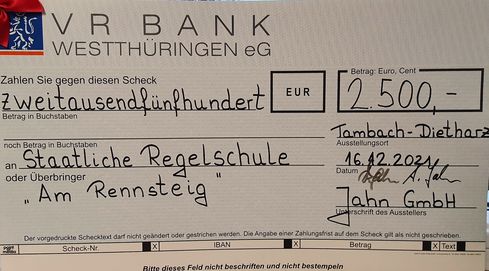 VR BANK
WESTTHÜRINGEN eG
Zahlen Sie gegen diesen Scheck
zweitausendfünfhundert
Betrag in Buchstaben
EUR
Betrag: Euro, Cent
2.500,-
noch Betrag in Buchstaben
Tambach-Dietharz
Ausstellungsort
an Staatliche Regelschule
oder Überbringer
16.12.2021
Datum
"Am Rennsteig"
Jahn GmbH
Unterschrift des Ausstellers
Der vorgedruckte Schecktext darf nicht geändert oder gestrichen werden. Die Angabe einer Zahlungsfrist auf dem Scheck gilt als nicht geschrieben.
Scheck-Nr. X IBAN X Betrag X Text X
Bitte dieses Feld nicht beschriften und nicht bestempeln